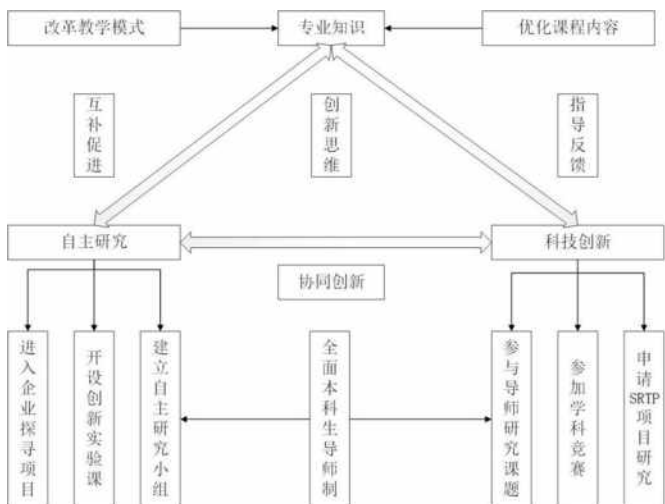 改革教学模式
专业知识
优化课程内容
互补促进
创新思维
指导反馈
自主研究
科技创新
协同创新
进入企业探寻项目
开设创新实验课
建立自主研究小组
全面本科生导师制
参与导师研究课题
参加学科竞赛
申请SRTP项目研究